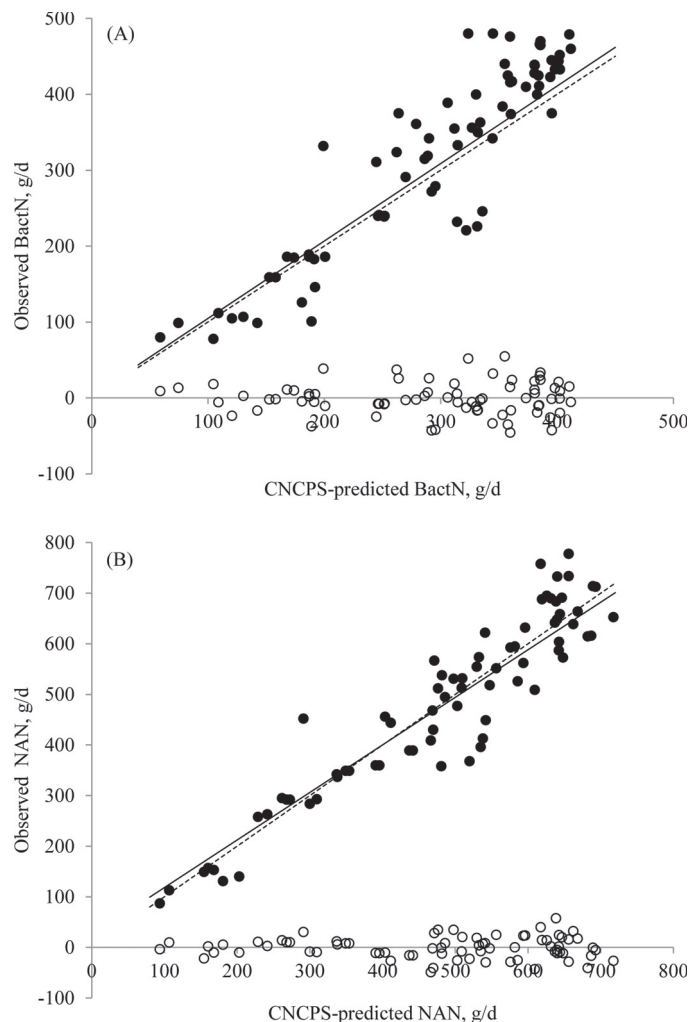 (A)
Observed BactN, g/d
500
400
300
200
100
0
-100
0 100 200 300 400 500
CNCPS-predicted BactN, g/d
(B)
Observed NAN, g/d
800
700
600
500
400
300
200
100
0
-100
0 100 200 300 400 500 600 700 800
CNCPS-predicted NAN, g/d